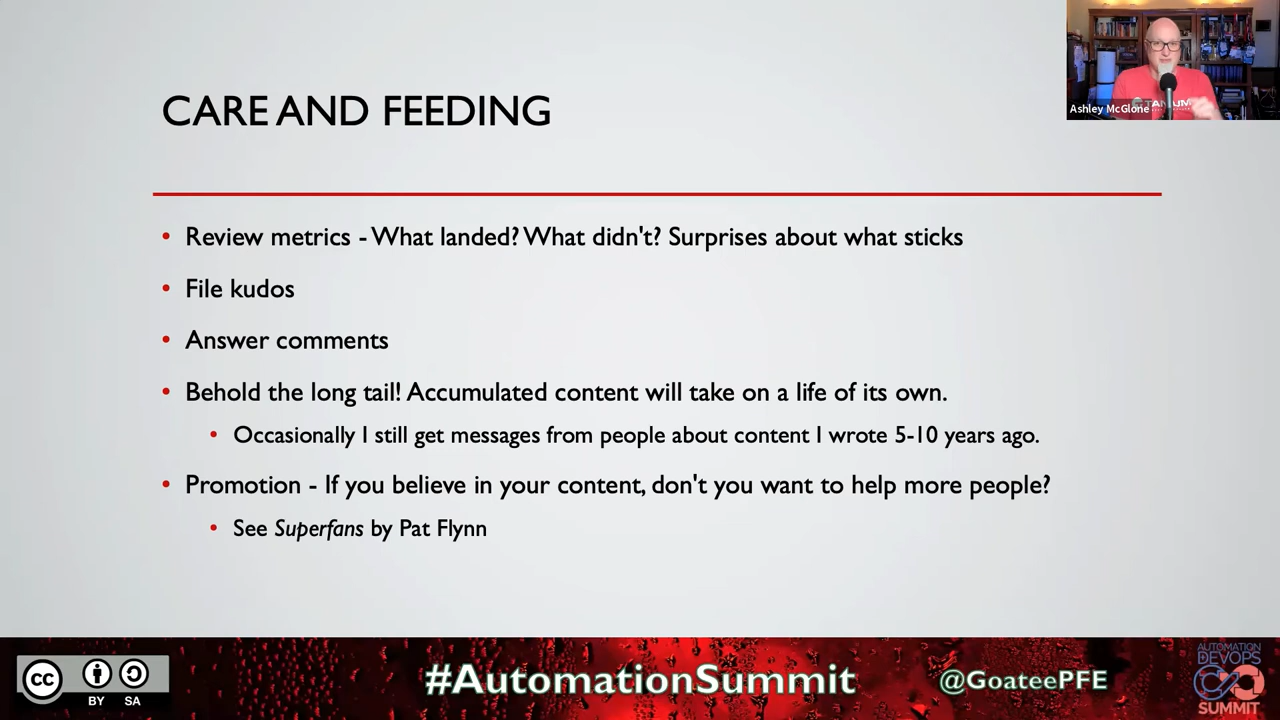 Ashley McGlone
TANIUM
CARE AND FEEDING
• Review metrics - What landed? What didn't? Surprises about what sticks
• File kudos
• Answer comments
• Behold the long tail! Accumulated content will take on a life of its own.
• Occasionally I still get messages from people about content I wrote 5-10 years ago.
• Promotion - If you believe in your content, don't you want to help more people?
• See Superfans by Pat Flynn
cc
BY SA
#AutomationSummit
@GoateePFE
AUTOMATION
DEVOPS
SUMMIT